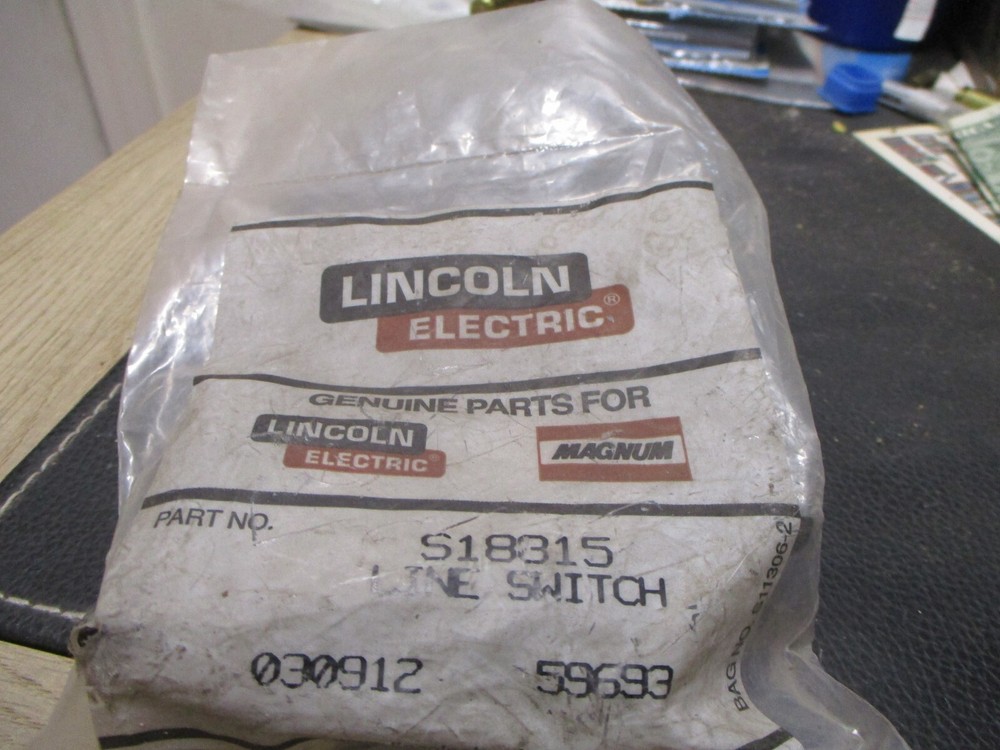 LINCOLN
ELECTRIC®
GENUINE PARTS FOR
LINCOLN
ELECTRIC®
MAGNUM
PART NO.
S18315
LINE SWITCH
030912 59693
BAG NO. S11306-2